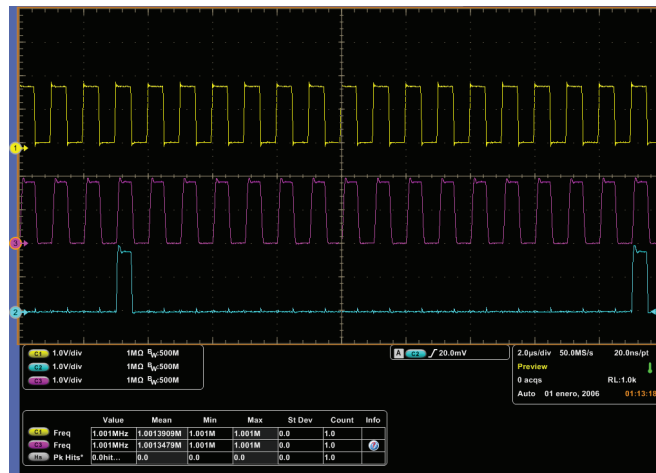 1
3
2
C1 1.0V/div 1MΩ BW:500M
C2 1.0V/div 1MΩ BW:500M
C3 1.0V/div 1MΩ BW:500M
A C2 20.0mV
2.0μs/div 50.0MS/s 20.0ns/pt
Preview
0 acqs RL:1.0k
Auto 01 enero, 2006 01:13:18
Value Mean Min Max St Dev Count Info
C1 Freq 1.001MHz 1.0013909M 1.001M 1.001M 0.0 1.0
C3 Freq 1.001MHz 1.0013479M 1.001M 1.001M 0.0 1.0
Hs Pk Hits* 0.0hit... 0.0 0.0 0.0 0.0 1.0